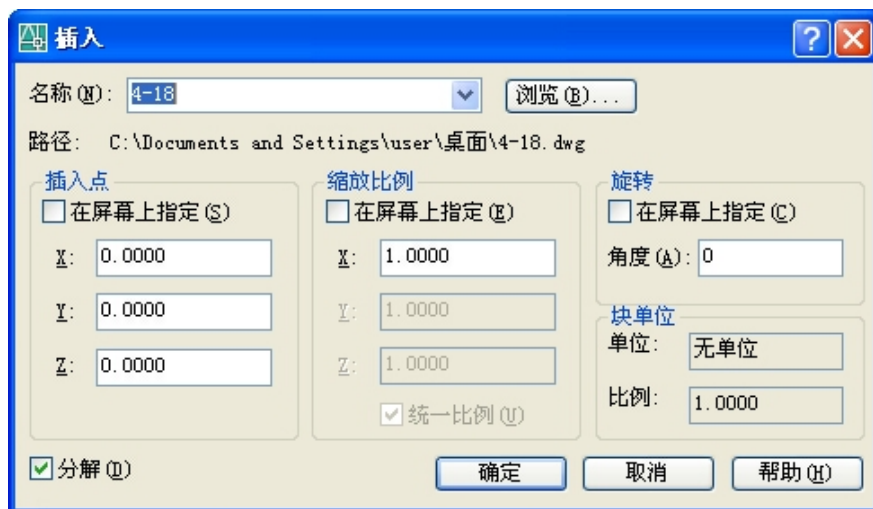 插入
名称(N): 4-18 浏览(B)...
路径: C:\Documents and Settings\user\桌面\4-18.dwg
插入点 缩放比例 旋转
在屏幕上指定(S) 在屏幕上指定(E) 在屏幕上指定(C)
X: 0.0000 X: 1.0000 角度(A): 0
Y: 0.0000 Y: 1.0000 块单位
单位: 无单位
Z: 0.0000 Z: 1.0000
比例: 1.0000
统一比例(U)
分解(D) 确定 取消 帮助(H)